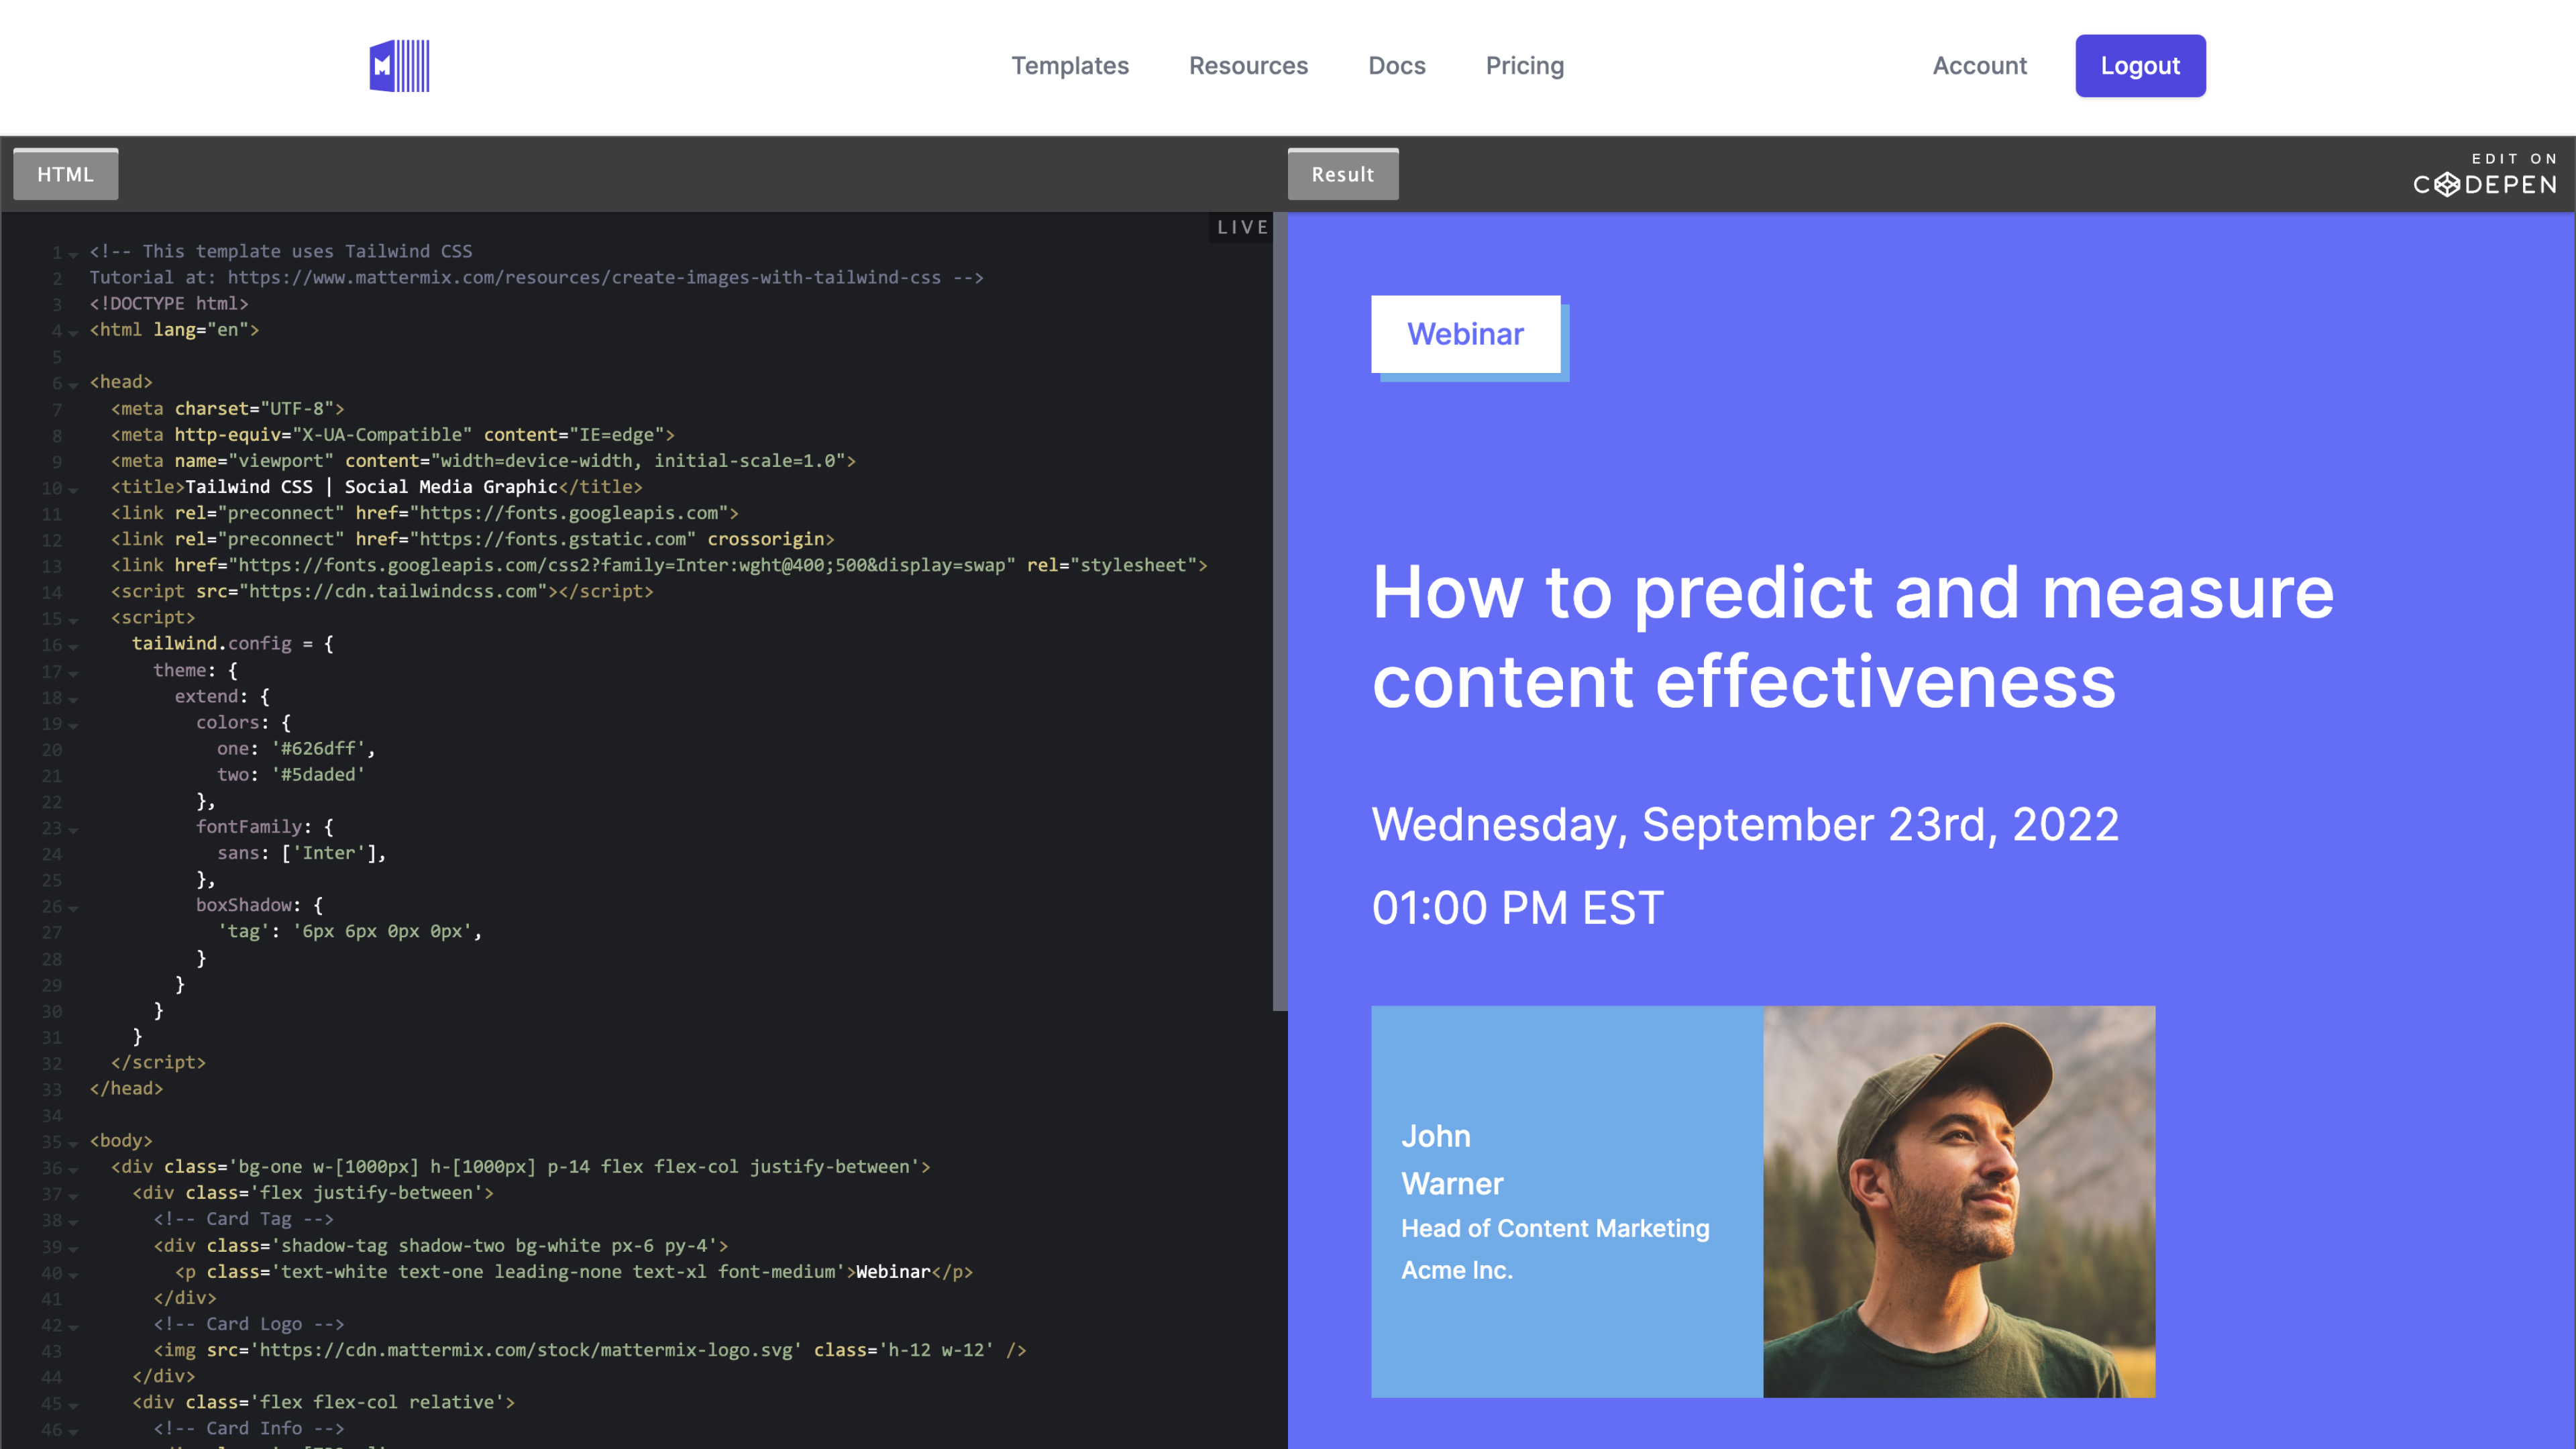 M
Templates
Resources
Docs
Pricing
Account
Logout
HTML
Result
EDIT ON
CODEPEN
LIVE
1 <!-- This template uses Tailwind CSS
2 Tutorial at: https://www.mattermix.com/resources/create-images-with-tailwind-css -->
3 <!DOCTYPE html>
4 <html lang="en">
5
6 <head>
7 <meta charset="UTF-8">
8 <meta http-equiv="X-UA-Compatible" content="IE=edge">
9 <meta name="viewport" content="width=device-width, initial-scale=1.0">
10 <title>Tailwind CSS | Social Media Graphic</title>
11 <link rel="preconnect" href="https://fonts.googleapis.com">
12 <link rel="preconnect" href="https://fonts.gstatic.com" crossorigin>
13 <link href="https://fonts.googleapis.com/css2?family=Inter:wght@400;500&display=swap" rel="stylesheet">
14 <script src="https://cdn.tailwindcss.com"></script>
15 <script>
16 tailwind.config = {
17 theme: {
18 extend: {
19 colors: {
20 one: '#626dff',
21 two: '#5daded'
22 },
23 fontFamily: {
24 sans: ['Inter'],
25 },
26 boxShadow: {
27 'tag': '6px 6px 0px 0px',
28 }
29 }
30 }
31 }
32 </script>
33 </head>
34
35 <body>
36 <div class='bg-one w-[1000px] h-[1000px] p-14 flex flex-col justify-between'>
37 <div class='flex justify-between'>
38 <!-- Card Tag -->
39 <div class='shadow-tag shadow-two bg-white px-6 py-4'>
40 <p class='text-white text-one leading-none text-xl font-medium'>Webinar</p>
41 </div>
42 <!-- Card Logo -->
43 <img src='https://cdn.mattermix.com/stock/mattermix-logo.svg' class='h-12 w-12' />
44 </div>
45 <div class='flex flex-col relative'>
46 <!-- Card Info -->
Webinar
How to predict and measure
content effectiveness
Wednesday, September 23rd, 2022
01:00 PM EST
John
Warner
Head of Content Marketing
Acme Inc.